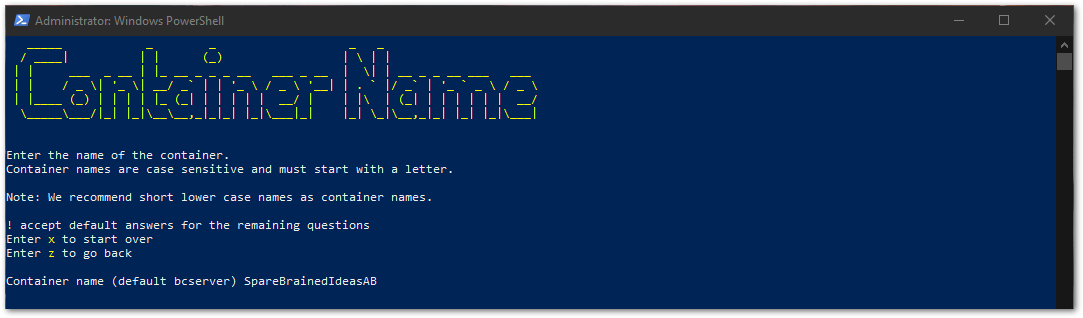 Administrator: Windows PowerShell
Container Name
Enter the name of the container.
Container names are case sensitive and must start with a letter.
Note: We recommend short lower case names as container names.
! accept default answers for the remaining questions
Enter x to start over
Enter z to go back
Container name (default bcserver) SpareBrainedIdeasAB